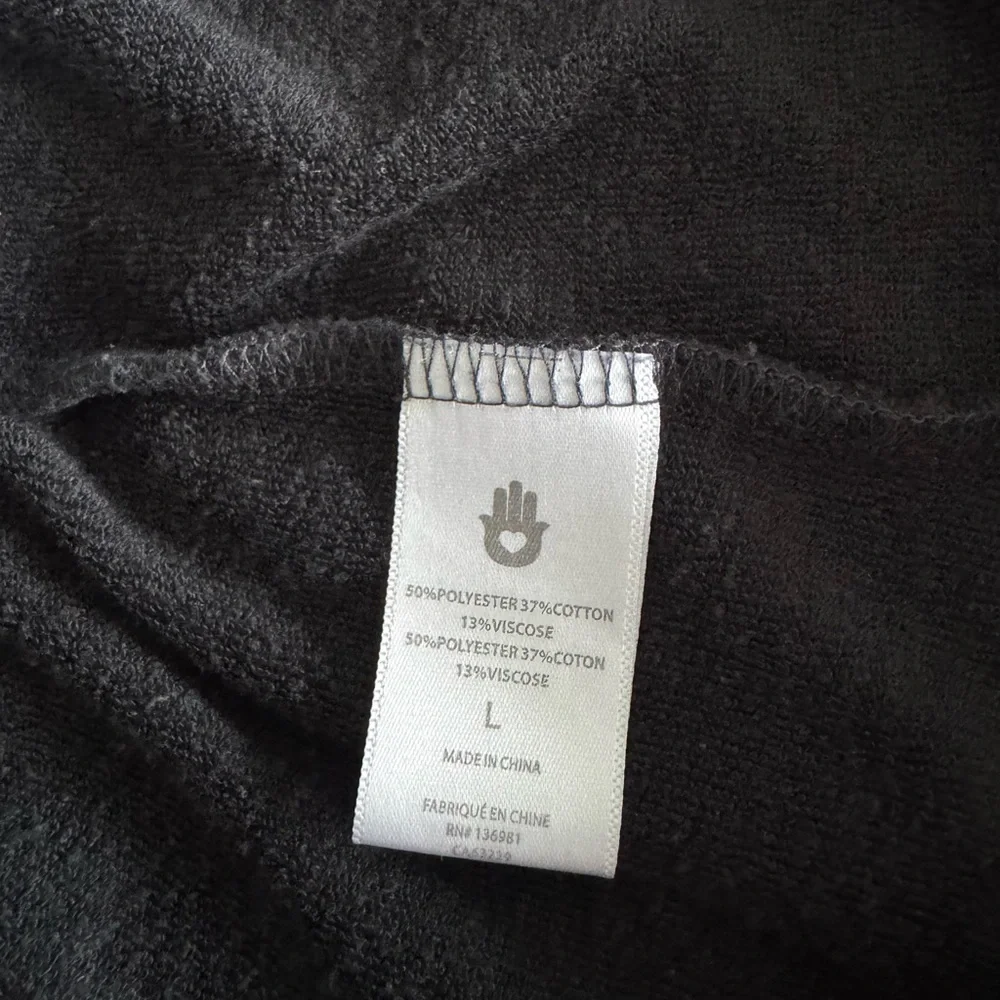 50%POLYESTER 37%COTTON
13%VISCOSE
50%POLYESTER 37%COTON
13%VISCOSE
L
MADE IN CHINA
FABRIQUÉ EN CHINE
RN# 136981
CA63239